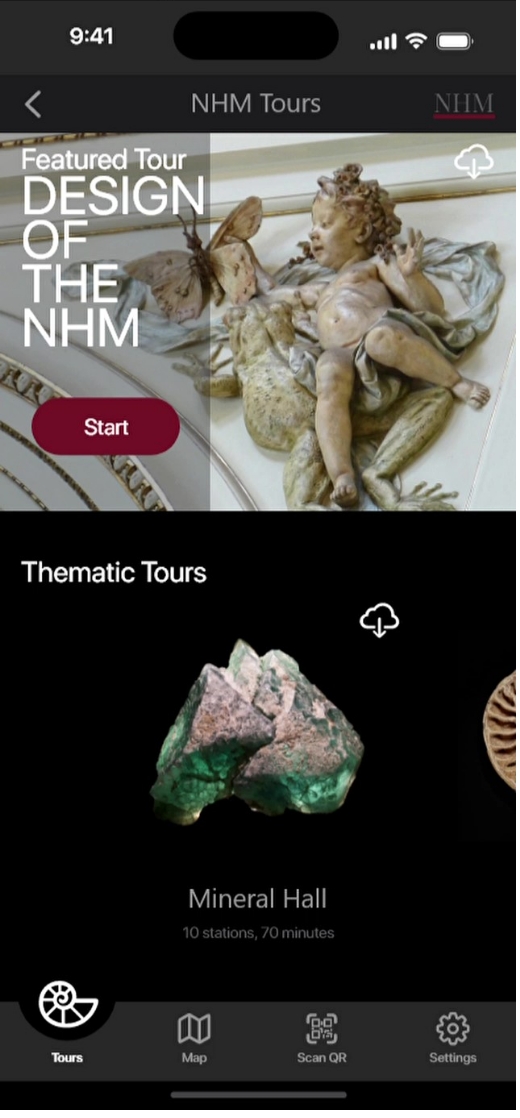 9:41
NHM Tours
NHM
Featured Tour
DESIGN
OF
THE
NHM
Start
Thematic Tours
Mineral Hall
10 stations, 70 minutes
Tours
Map
Scan QR
Settings